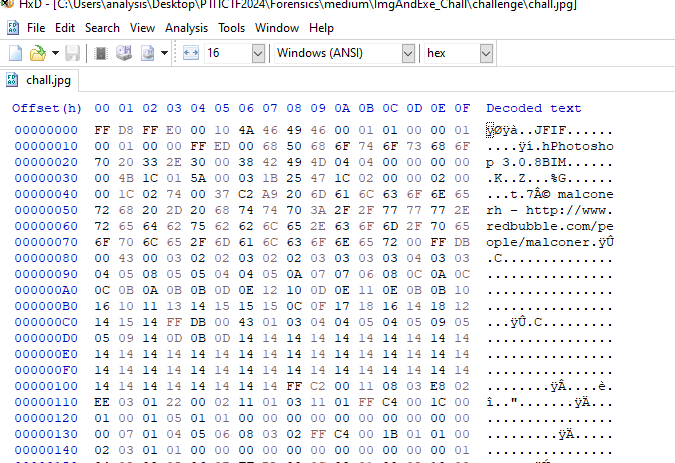 HxD - [C:\Users\analysis\Desktop\PTITCTF2024\Forensics\medium\ImgAndExe_Chall\challenge\chall.jpg]
File Edit Search View Analysis Tools Window Help
16 Windows (ANSI) hex
chall.jpg
Offset(h) 00 01 02 03 04 05 06 07 08 09 0A 0B 0C 0D 0E 0F Decoded text
00000000 FF D8 FF E0 00 10 4A 46 49 46 00 01 01 00 00 01 ÿØÿà..JFIF......
00000010 00 01 00 00 FF ED 00 68 50 68 6F 74 6F 73 68 6F ....ÿí.hPhotosho
00000020 70 20 33 2E 30 00 38 42 49 4D 04 04 00 00 00 00 p 3.0.8BIM......
00000030 00 4B 1C 01 5A 00 03 1B 25 47 1C 02 00 00 02 00 .K..Z...%G......
00000040 00 1C 02 74 00 37 C2 A9 20 6D 61 6C 63 6F 6E 65 ...t.7Â© malcone
00000050 72 68 20 2D 20 68 74 74 70 3A 2F 2F 77 77 77 2E rh - http://www.
00000060 72 65 64 62 75 62 62 6C 65 2E 63 6F 6D 2F 70 65 redbubble.com/pe
00000070 6F 70 6C 65 2F 6D 61 6C 63 6F 6E 65 72 00 FF DB ople/malconer.ÿÛ
00000080 00 43 00 03 02 02 03 02 02 03 03 03 03 04 03 03 .C..............
00000090 04 05 08 05 05 04 04 05 0A 07 07 06 08 0C 0A 0C ................
000000A0 0C 0B 0A 0B 0B 0D 0E 12 10 0D 0E 11 0E 0B 0B 10 ................
000000B0 16 10 11 13 14 15 15 15 0C 0F 17 18 16 14 18 12 ................
000000C0 14 15 14 FF DB 00 43 01 03 04 04 05 04 05 09 05 ...ÿÛ.C.........
000000D0 05 09 14 0D 0B 0D 14 14 14 14 14 14 14 14 14 14 ................
000000E0 14 14 14 14 14 14 14 14 14 14 14 14 14 14 14 14 ................
000000F0 14 14 14 14 14 14 14 14 14 14 14 14 14 14 14 14 ................
00000100 14 14 14 14 14 14 14 14 FF C2 00 11 08 03 E8 02 ........ÿÂ....è.
00000110 EE 03 01 22 00 02 11 01 03 11 01 FF C4 00 1C 00 î..".......ÿÄ...
00000120 01 00 01 05 01 01 00 00 00 00 00 00 00 00 00 00 ................
00000130 00 07 01 04 05 06 08 03 02 FF C4 00 1B 01 01 00 .........ÿÄ.....
00000140 02 03 01 01 00 00 00 00 00 00 00 00 00 00 00 01 ................